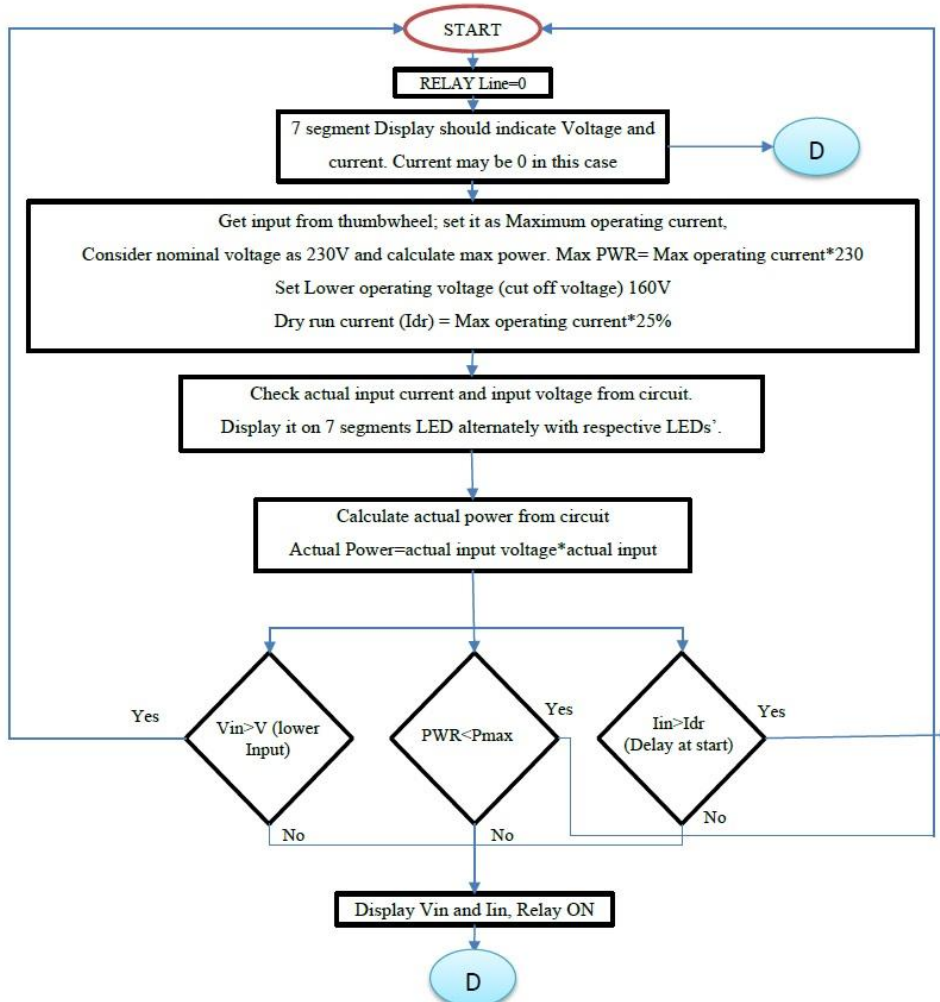 START
RELAY Line=0
7 segment Display should indicate Voltage and
current. Current may be 0 in this case
D
Get input from thumbwheel; set it as Maximum operating current,
Consider nominal voltage as 230V and calculate max power. Max PWR= Max operating current*230
Set Lower operating voltage (cut off voltage) 160V
Dry run current (Idr) = Max operating current*25%
Check actual input current and input voltage from circuit.
Display it on 7 segments LED alternately with respective LEDs’.
Calculate actual power from circuit
Actual Power=actual input voltage*actual input
Yes
Vin>V (lower
Input)
No
PWR<Pmax
Yes
No
Iin>Idr
(Delay at start)
Yes
No
Display Vin and Iin, Relay ON
D